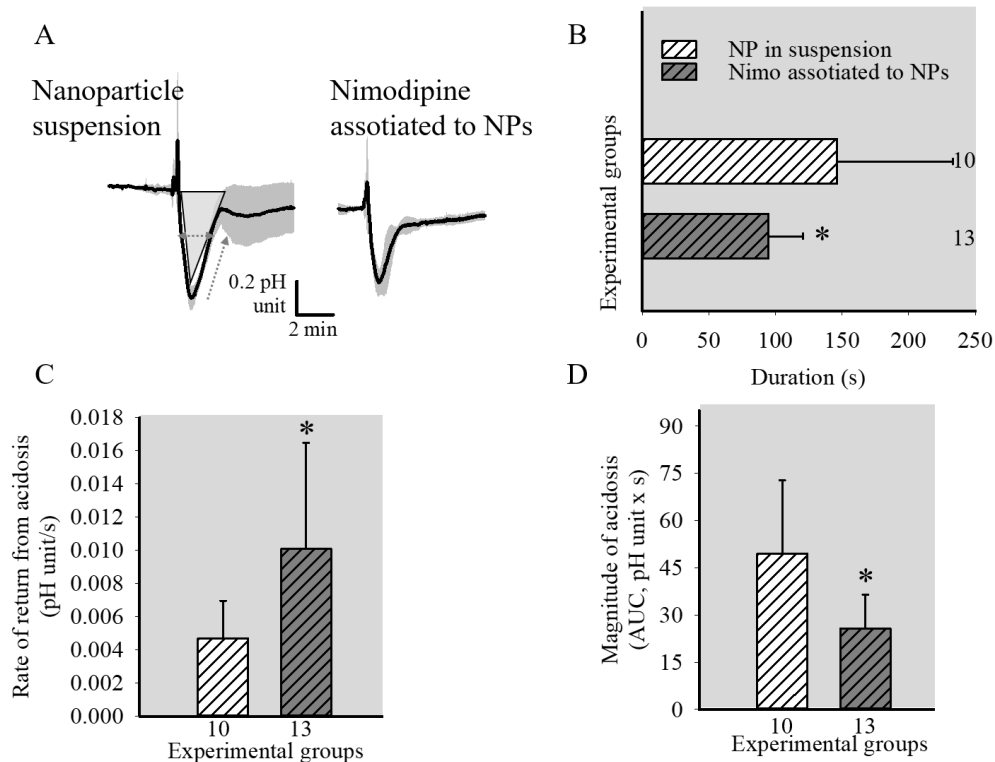 A
Nanoparticle
suspension
Nimodipine
assotiated to NPs
0.2 pH
unit
2 min
B
NP in suspension
Nimo assotiated to NPs
Experimental groups
10
13
*
0
50
100
150
200
250
Duration (s)
C
Rate of return from acidosis
(pH unit/s)
0.018
0.016
0.014
0.012
0.010
0.008
0.006
0.004
0.002
0.000
*
10
13
Experimental groups
D
Magnitude of acidosis
(AUC, pH unit x s)
90
75
60
45
30
15
0
*
10
13
Experimental groups